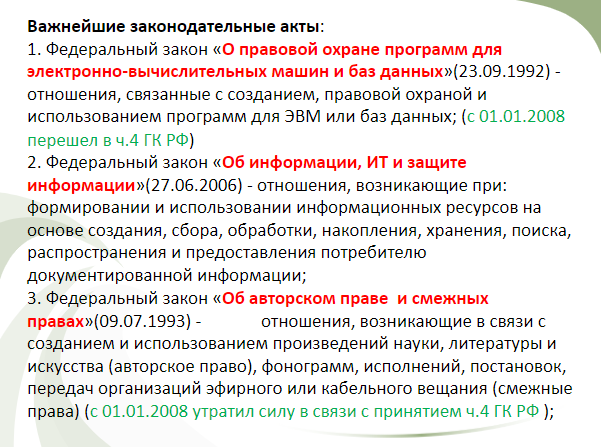 Важнейшие законодательные акты:
1. Федеральный закон «О правовой охране программ для
электронно-вычислительных машин и баз данных»(23.09.1992) -
отношения, связанные с созданием, правовой охраной и
использованием программ для ЭВМ или баз данных; (с 01.01.2008
перешел в ч.4 ГК РФ)
2. Федеральный закон «Об информации, ИТ и защите
информации»(27.06.2006) - отношения, возникающие при:
формировании и использовании информационных ресурсов на
основе создания, сбора, обработки, накопления, хранения, поиска,
распространения и предоставления потребителю
документированной информации;
3. Федеральный закон «Об авторском праве и смежных
правах»(09.07.1993) - отношения, возникающие в связи с
созданием и использованием произведений науки, литературы и
искусства (авторское право), фонограмм, исполнений, постановок,
передач организаций эфирного или кабельного вещания (смежные
права) (с 01.01.2008 утратил силу в связи с принятием ч.4 ГК РФ );